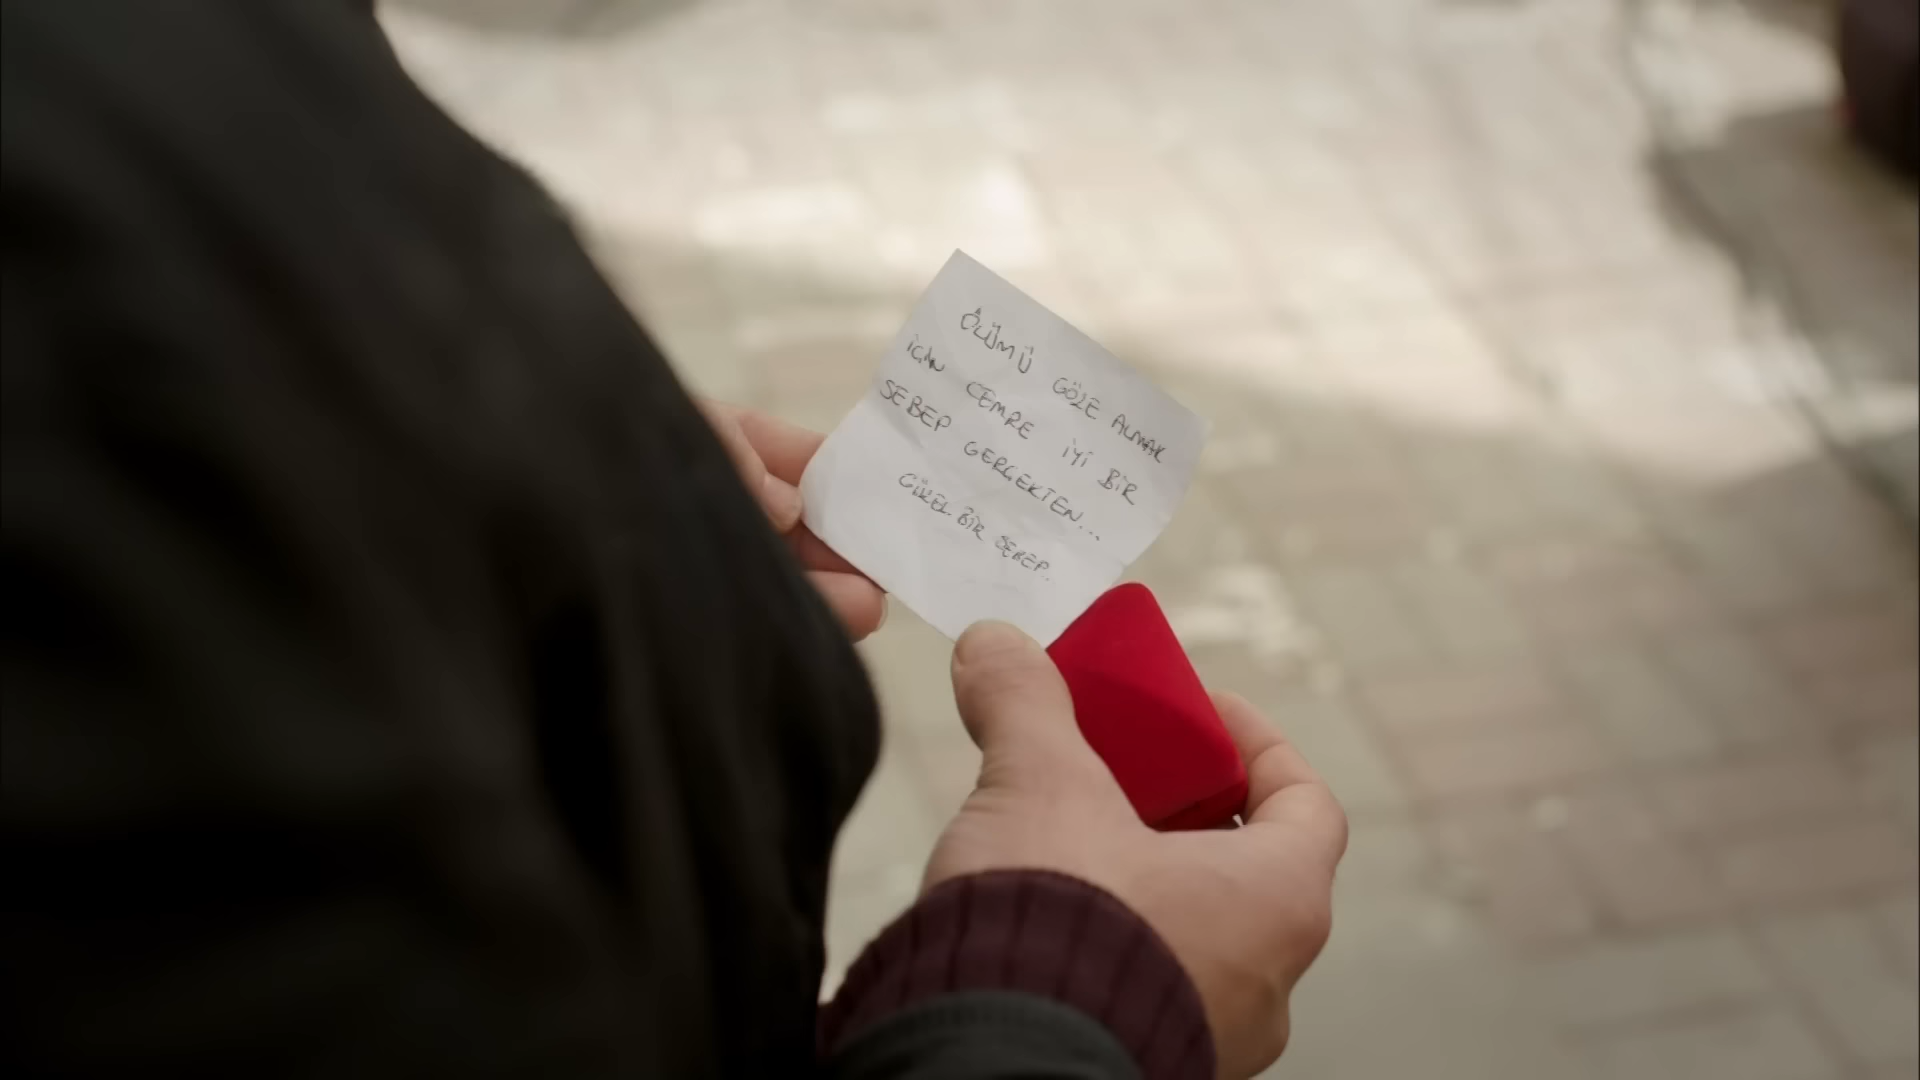 ÖLÜMÜ GÖZE ALMAK
İÇİN CEMRE İYİ BİR
SEBEP GERÇEKTEN...
GÜZEL BİR SEBEP.